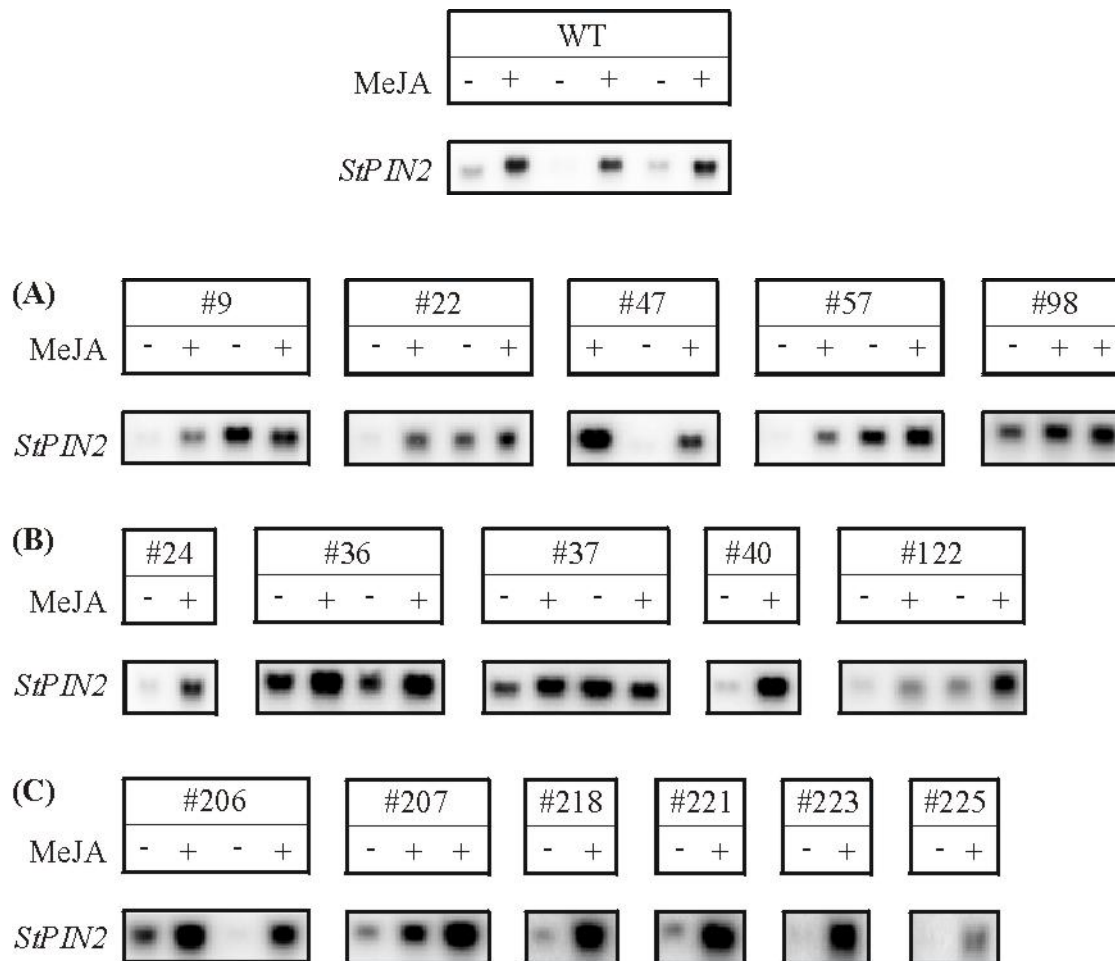 WT
MeJA - + - + - +
StPIN2
(A) #9 #22 #47 #57 #98
MeJA - + - + - + - + + - + - + - + - + +
StPIN2
(B) #24 #36 #37 #40 #122
MeJA - + - + - + - + - + - + - + - +
StPIN2
(C) #206 #207 #218 #221 #223 #225
MeJA - + - + - + + - + - + - + - +
StPIN2